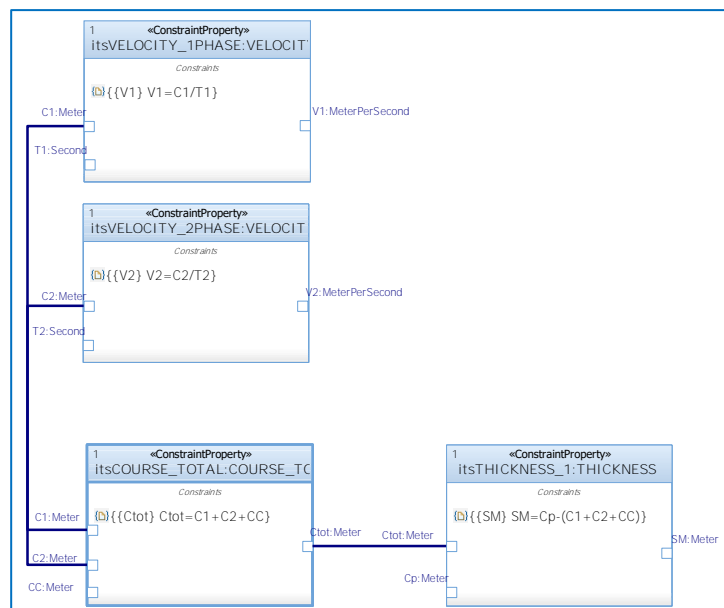 1
«ConstraintProperty»
itsVELOCITY_1PHASE:VELOCIT
Constraints
{{V1} V1=C1/T1}
C1:Meter
V1:MeterPerSecond
T1:Second
1
«ConstraintProperty»
itsVELOCITY_2PHASE:VELOCIT
Constraints
{{V2} V2=C2/T2}
C2:Meter
V2:MeterPerSecond
T2:Second
1
«ConstraintProperty»
itsCOURSE_TOTAL:COURSE_TC
Constraints
{{Ctot} Ctot=C1+C2+CC}
C1:Meter
C2:Meter
CC:Meter
Ctot:Meter
1
«ConstraintProperty»
itsTHICKNESS_1:THICKNESS
Constraints
{{SM} SM=Cp-(C1+C2+CC)}
Ctot:Meter
SM:Meter
Cp:Meter